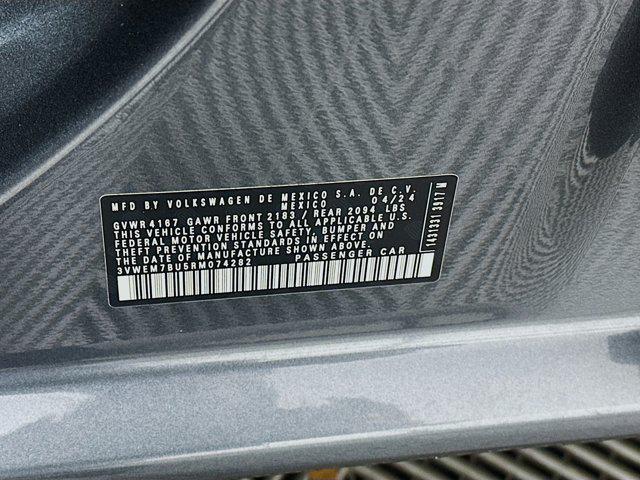 MFD BY VOLKSWAGEN DE MEXICO S.A. DE C.V.
MEXICO 04/24
GVWR4167 GAWR FRONT 2183 / REAR 2094 LBS
THIS VEHICLE CONFORMS TO ALL APPLICABLE U.S.
FEDERAL MOTOR VEHICLE SAFETY, BUMPER AND
THEFT PREVENTION STANDARDS IN EFFECT ON
THE DATE OF MANUFACTURE SHOWN ABOVE.
3VWEM7BU5RM074282 PASSENGER CAR